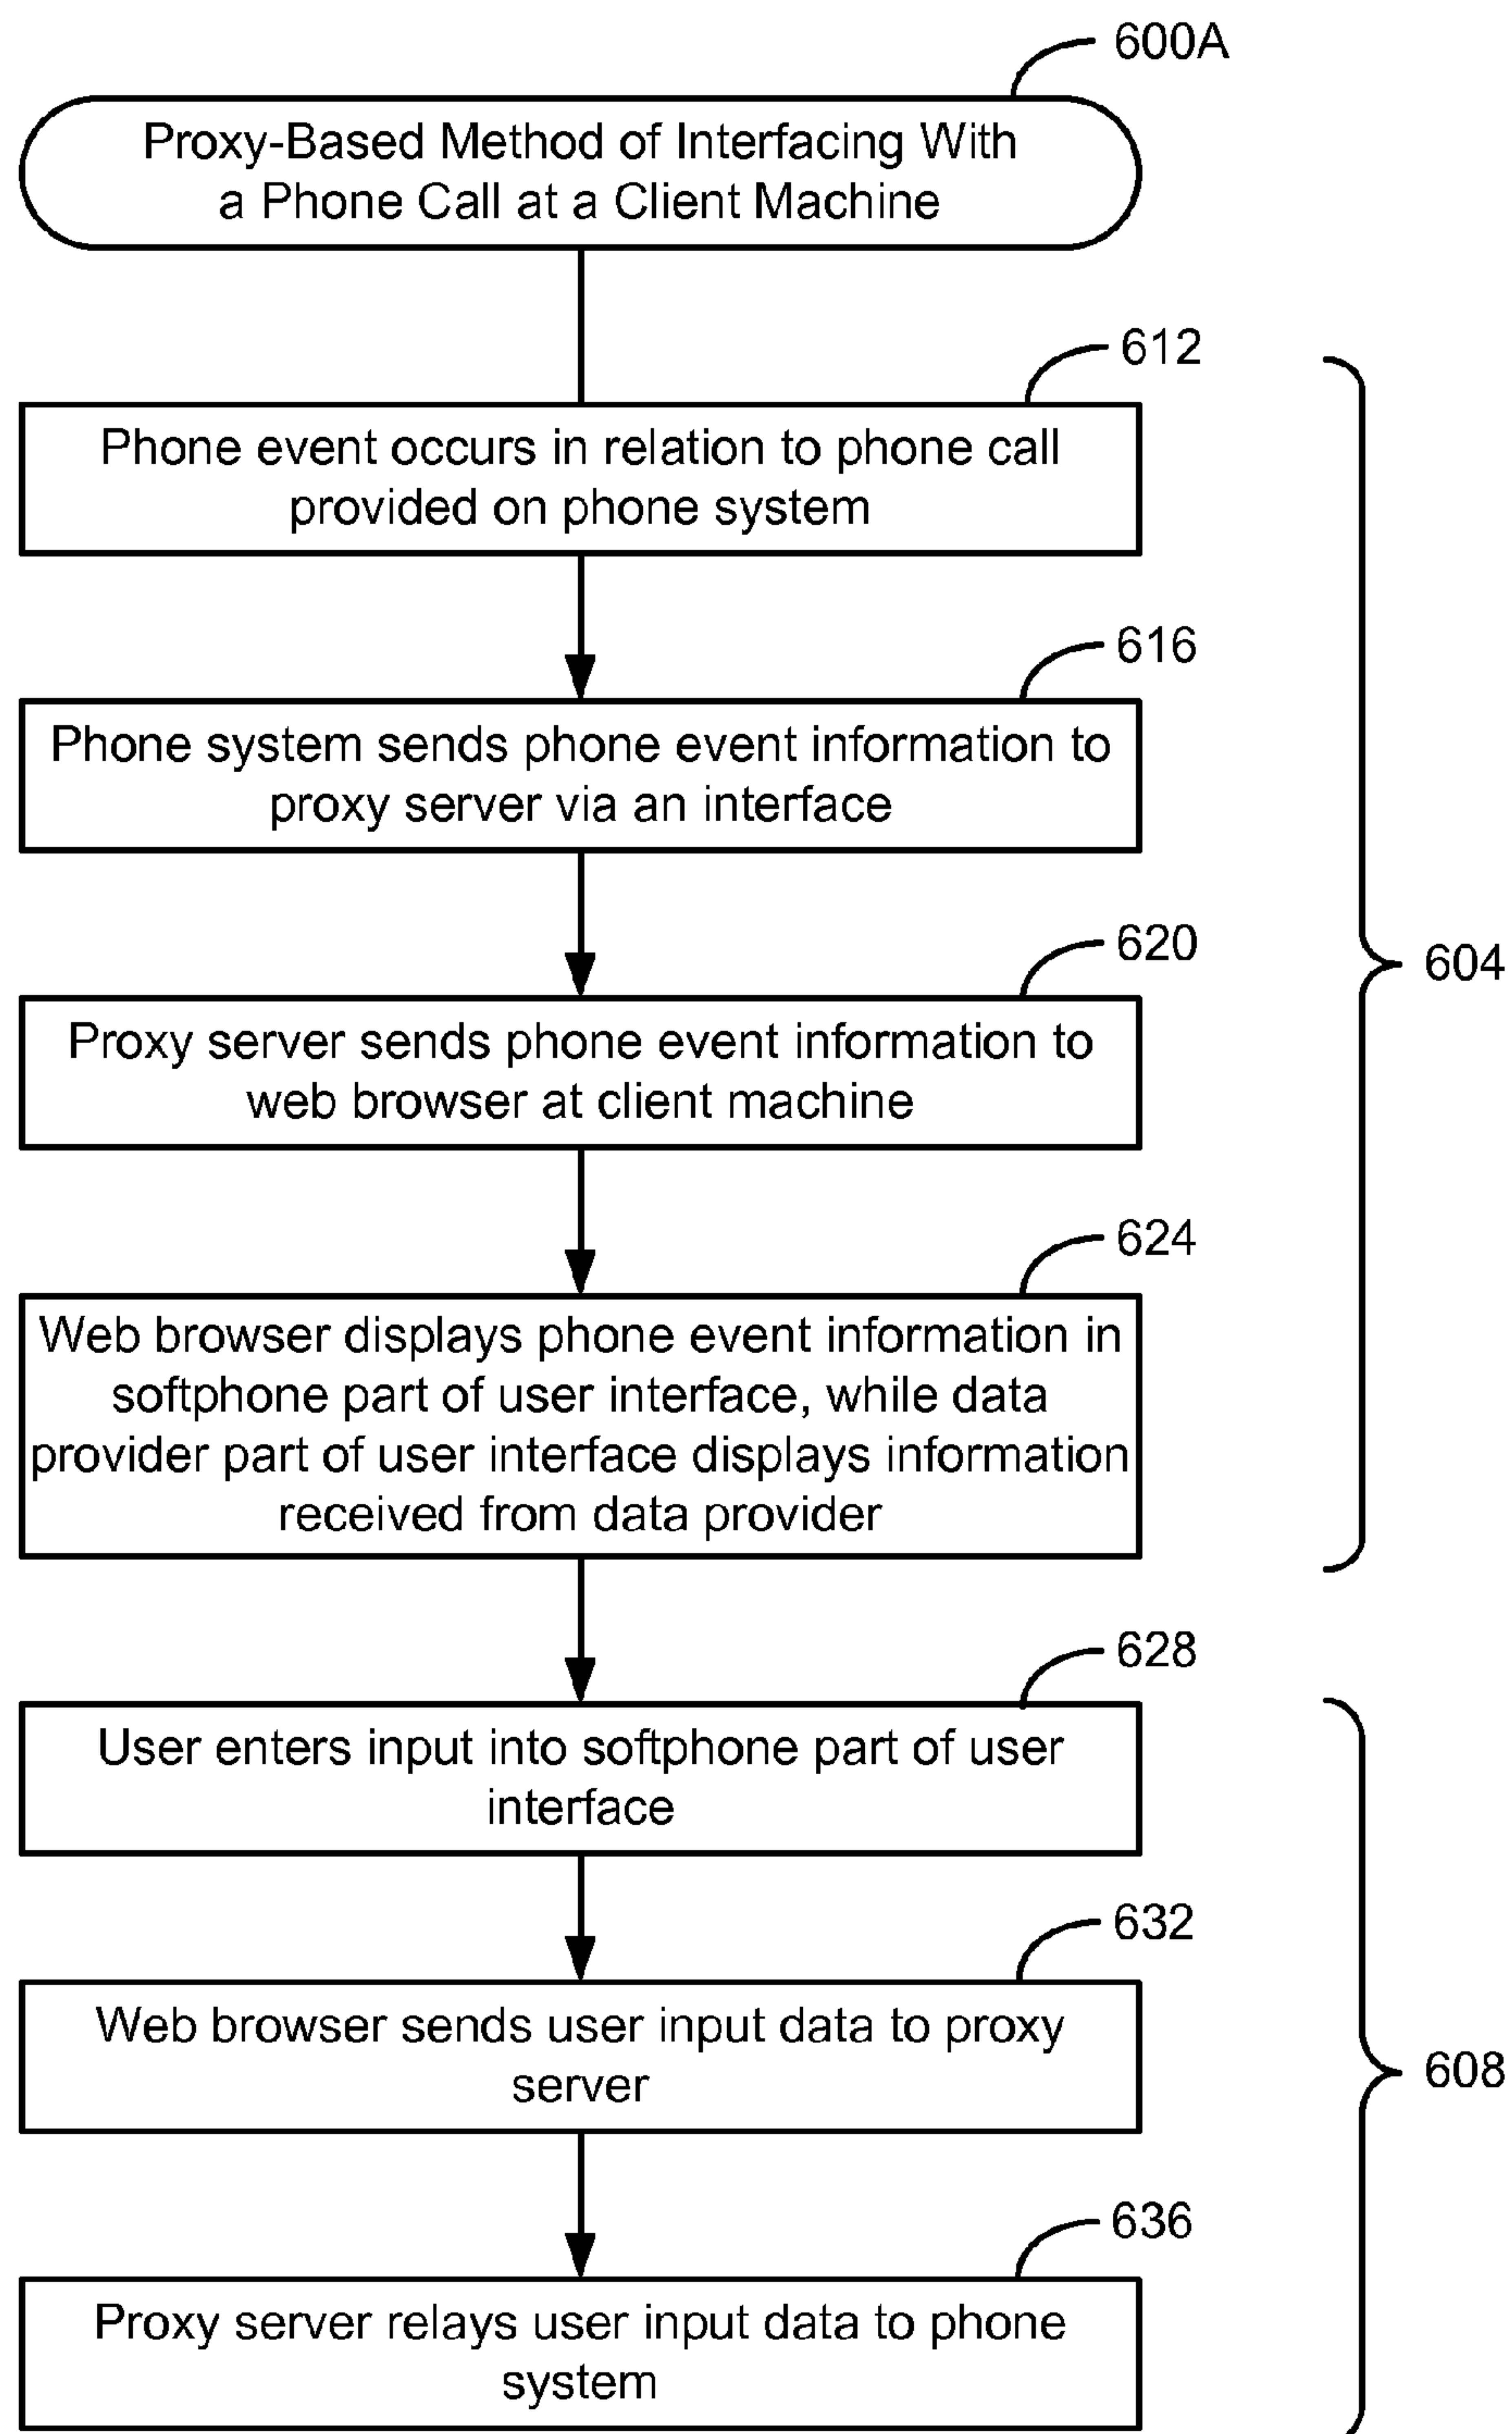 600A
Proxy-Based Method of Interfacing With
a Phone Call at a Client Machine
612
Phone event occurs in relation to phone call
provided on phone system
616
Phone system sends phone event information to
proxy server via an interface
620
Proxy server sends phone event information to
web browser at client machine
604
624
Web browser displays phone event information in
softphone part of user interface, while data
provider part of user interface displays information
received from data provider
628
User enters input into softphone part of user
interface
632
Web browser sends user input data to proxy
server
608
636
Proxy server relays user input data to phone
system